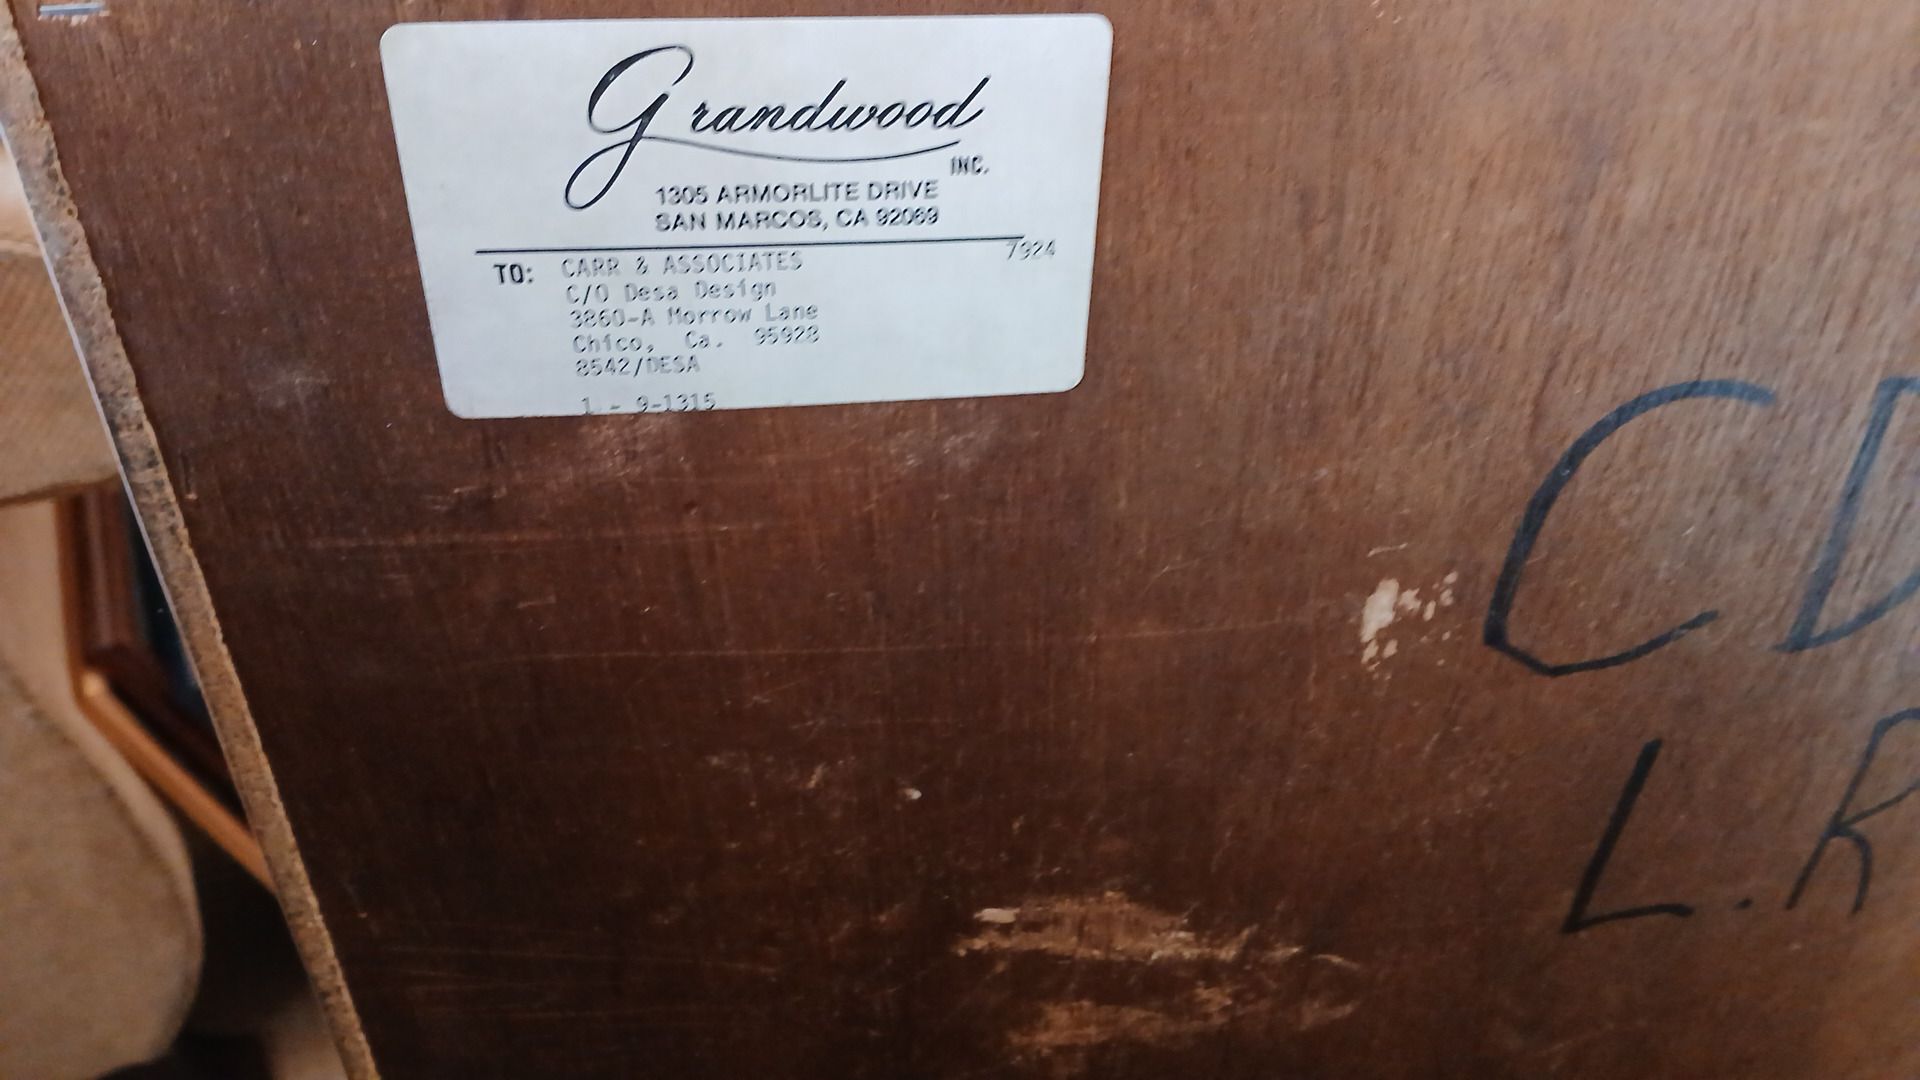 Grandwood
INC.
1305 ARMORLITE DRIVE
SAN MARCOS, CA 92069
7924
TO: CARR & ASSOCIATES
C/O Desa Design
3860-A Morrow Lane
Chico, Ca. 95928
8542/DESA
1 - 9-1315
CD
L.R